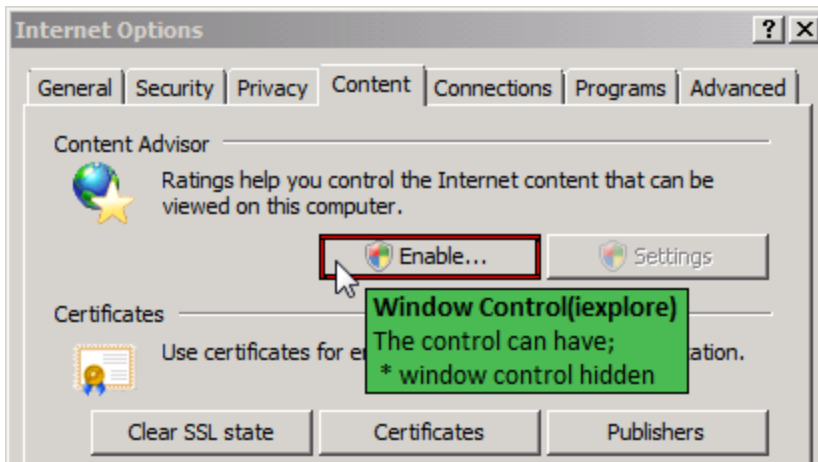 Internet Options
? X
General Security Privacy Content Connections Programs Advanced
Content Advisor
Ratings help you control the Internet content that can be
viewed on this computer.
Enable... Settings
Window Control(iexplore)
The control can have;
* window control hidden
Certificates
Use certificates for
Clear SSL state Certificates Publishers